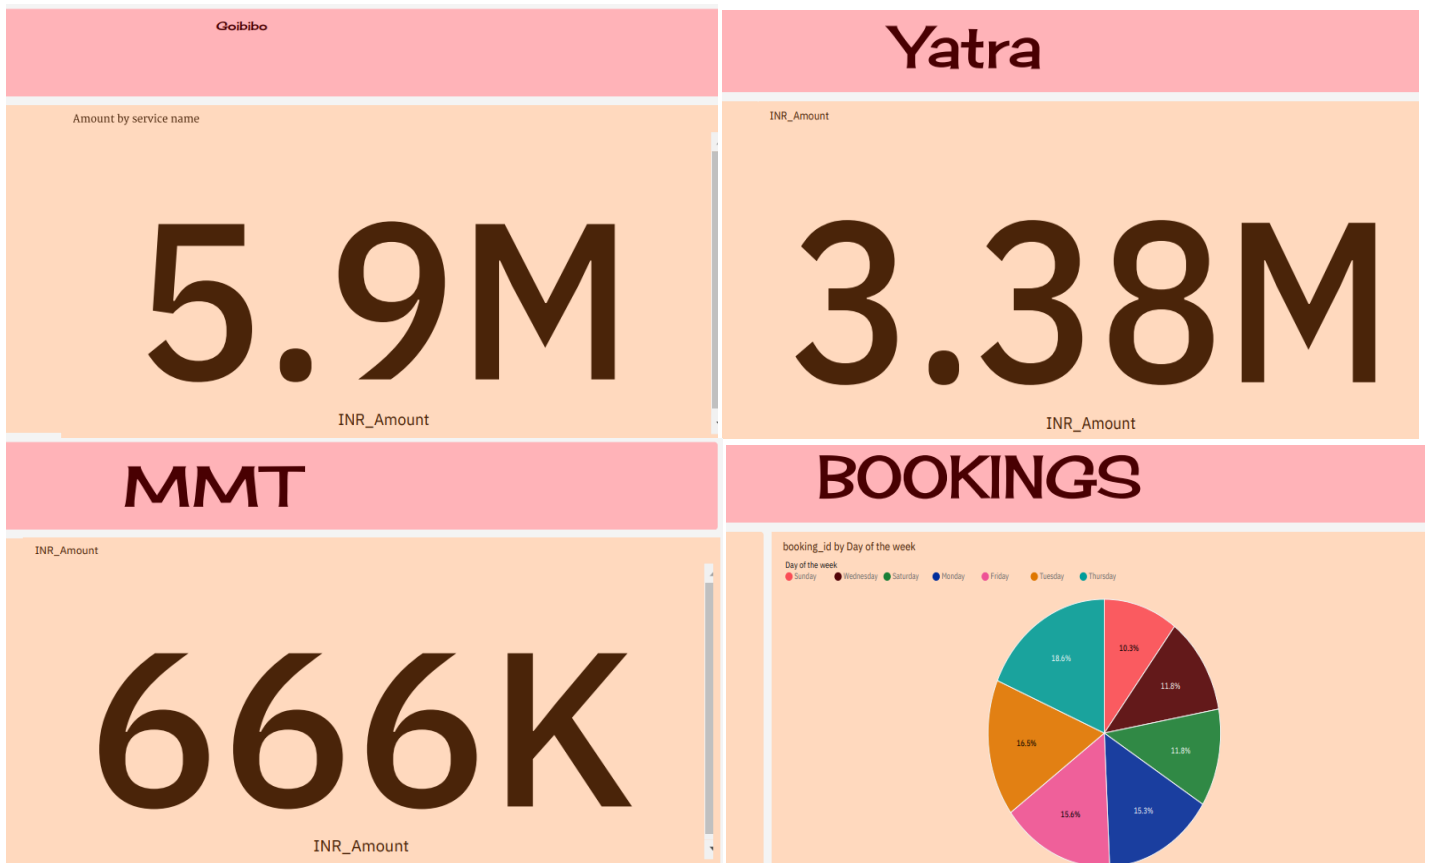 Goibibo
Amount by service name
5.9M
INR_Amount
Yatra
INR_Amount
3.38M
INR_Amount
MMT
INR_Amount
666K
INR_Amount
BOOKINGS
booking_id by Day of the week
Day of the week
Sunday Wednesday Saturday Monday Friday Tuesday Thursday
10.3%
18.6%
11.8%
16.5%
11.8%
15.6%
15.3%